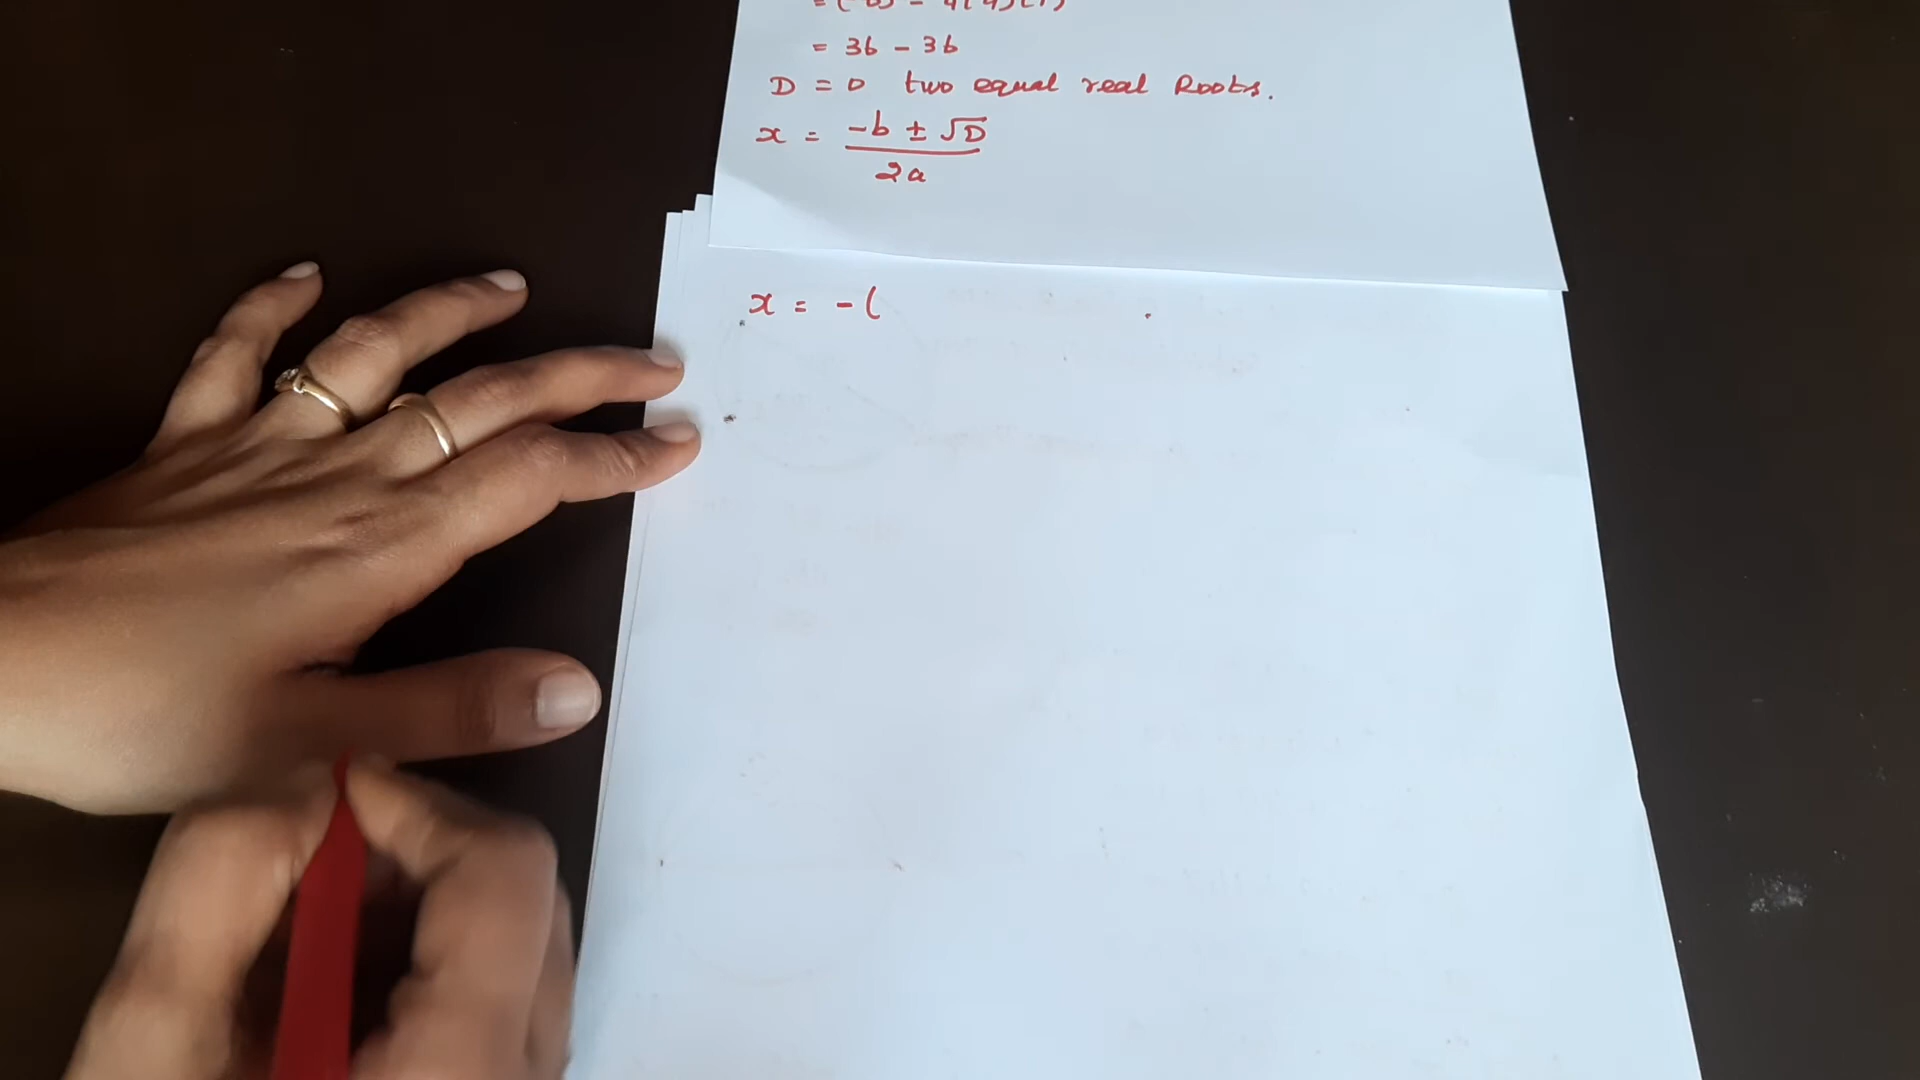 = 36 - 36
D = 0 two equal real Roots.
x = -b ± √D
2a
x = -(